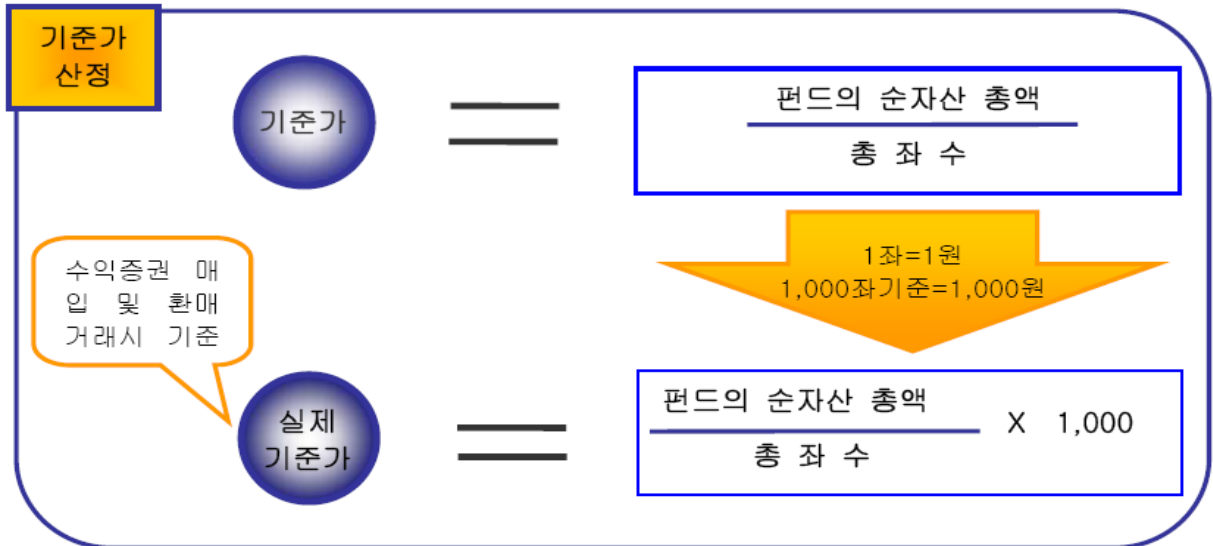 기준가
산정
기준가
펀드의 순자산 총액
총 좌 수
1좌=1원
1,000좌기준=1,000원
수익증권 매
입 및 환매
거래시 기준
실제
기준가
펀드의 순자산 총액
총 좌 수
X 1,000